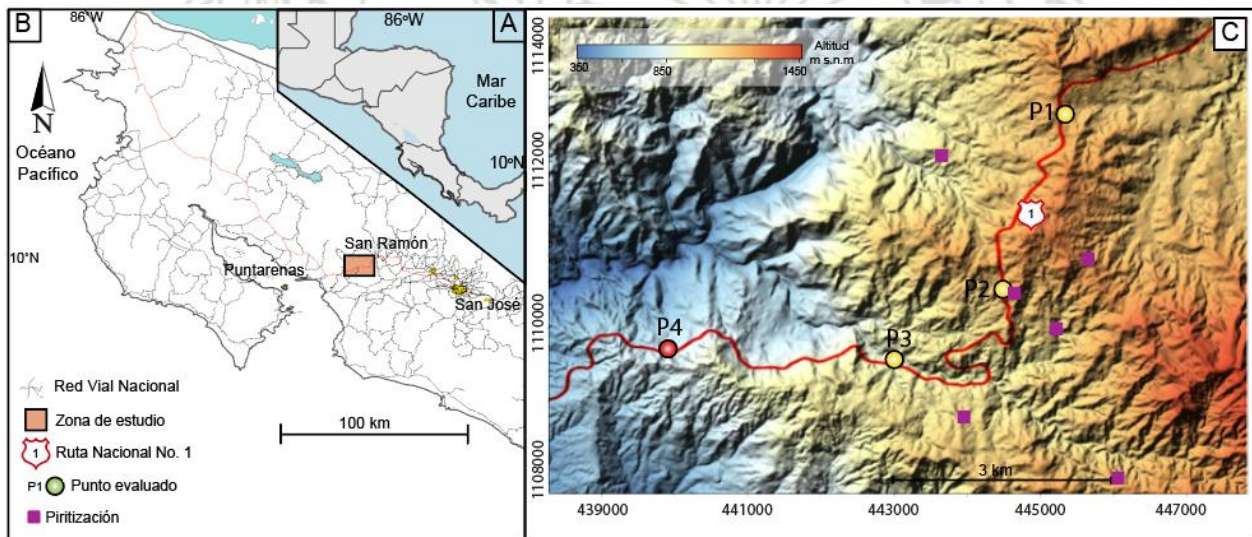 B
86°W
A
86°W
Mar
Caribe
10°N
N
Océano
Pacífico
10°N
San Ramón
Puntarenas
San José
Red Vial Nacional
Zona de estudio
100 km
1
Ruta Nacional No. 1
P1
Punto evaluado
Piritización
C
1114000
1112000
1110000
1108000
Altitud
m s.n.m
350
850
1450
P1
1
P2
P3
P4
3 km
439000
441000
443000
445000
447000